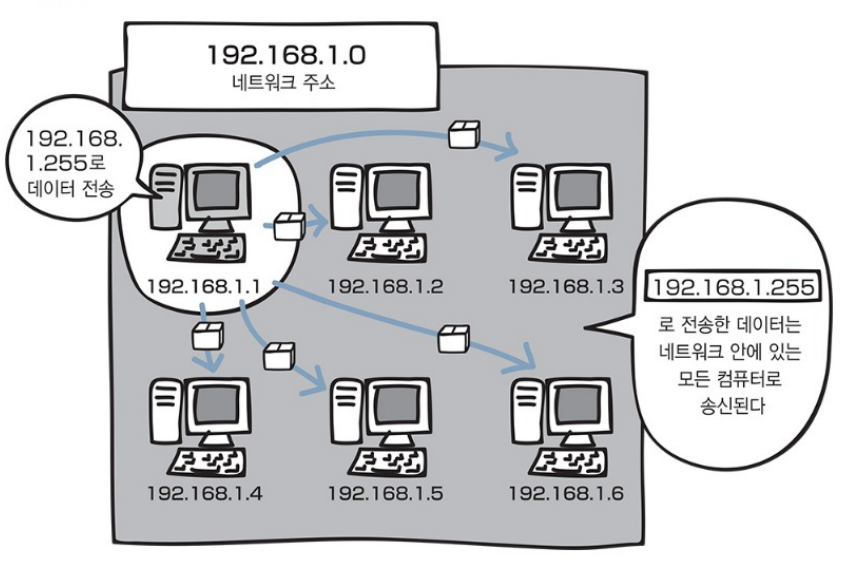 192.168.1.0
네트워크 주소
192.168.
1.255로
데이터 전송
192.168.1.1
192.168.1.2
192.168.1.3
192.168.1.255
로 전송한 데이터는
네트워크 안에 있는
모든 컴퓨터로
송신된다
192.168.1.4
192.168.1.5
192.168.1.6